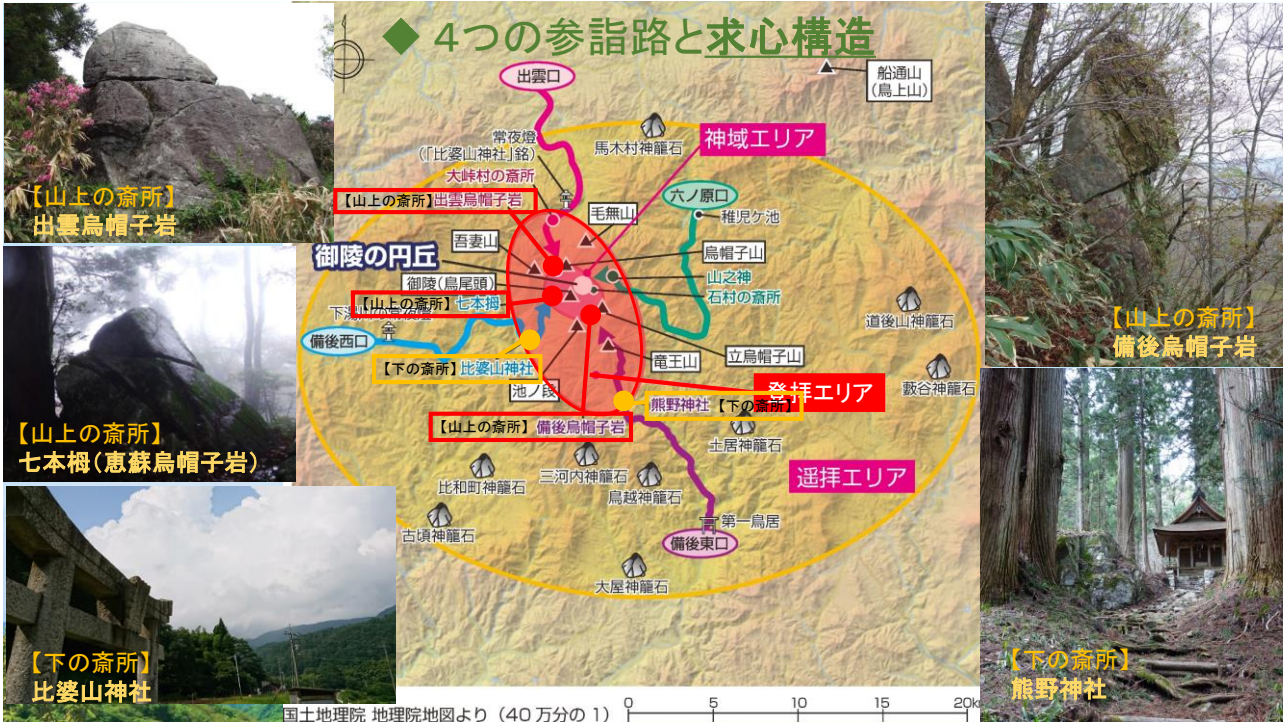 ◆ 4つの参詣路と求心構造
出雲口
船通山
(鳥上山)
常夜燈
(「比婆山神社」銘)
馬木村神籠石
神域エリア
大峠村の斎所
【山上の斎所】出雲烏帽子岩
六ノ原口
稚児ケ池
毛無山
吾妻山
烏帽子山
御陵の円丘
御陵(烏尾頭)
山之神
石村の斎所
【山上の斎所】七本栂
備後西口
道後山神籠石
【下の斎所】比婆山神社
竜王山
立烏帽子山
池ノ段
登拝エリア
藪谷神籠石
熊野神社【下の斎所】
【山上の斎所】備後烏帽子岩
土居神籠石
三河内神籠石
比和町神籠石
鳥越神籠石
遥拝エリア
古頃神籠石
第一鳥居
備後東口
大屋神籠石
【山上の斎所】
出雲烏帽子岩
【山上の斎所】
七本栂(恵蘇烏帽子岩)
【下の斎所】
比婆山神社
【山上の斎所】
備後烏帽子岩
【下の斎所】
熊野神社
国土地理院 地理院地図より(40万分の1)
0 5 10 15 20k